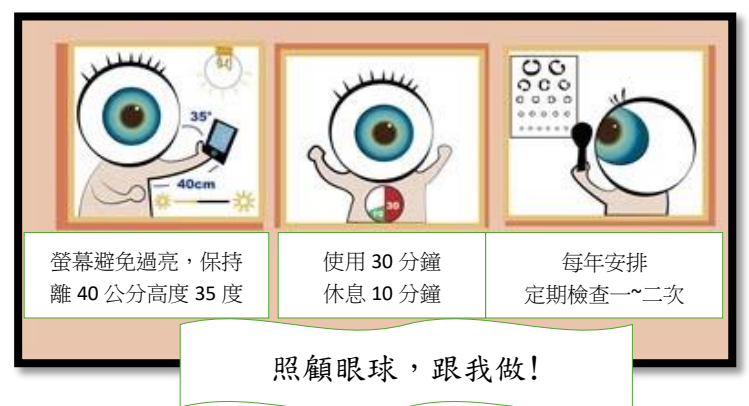 35°
40cm
30
10
螢幕避免過亮，保持
離 40 公分高度 35 度
使用 30 分鐘
休息 10 分鐘
每年安排
定期檢查一~二次
照顧眼球，跟我做!